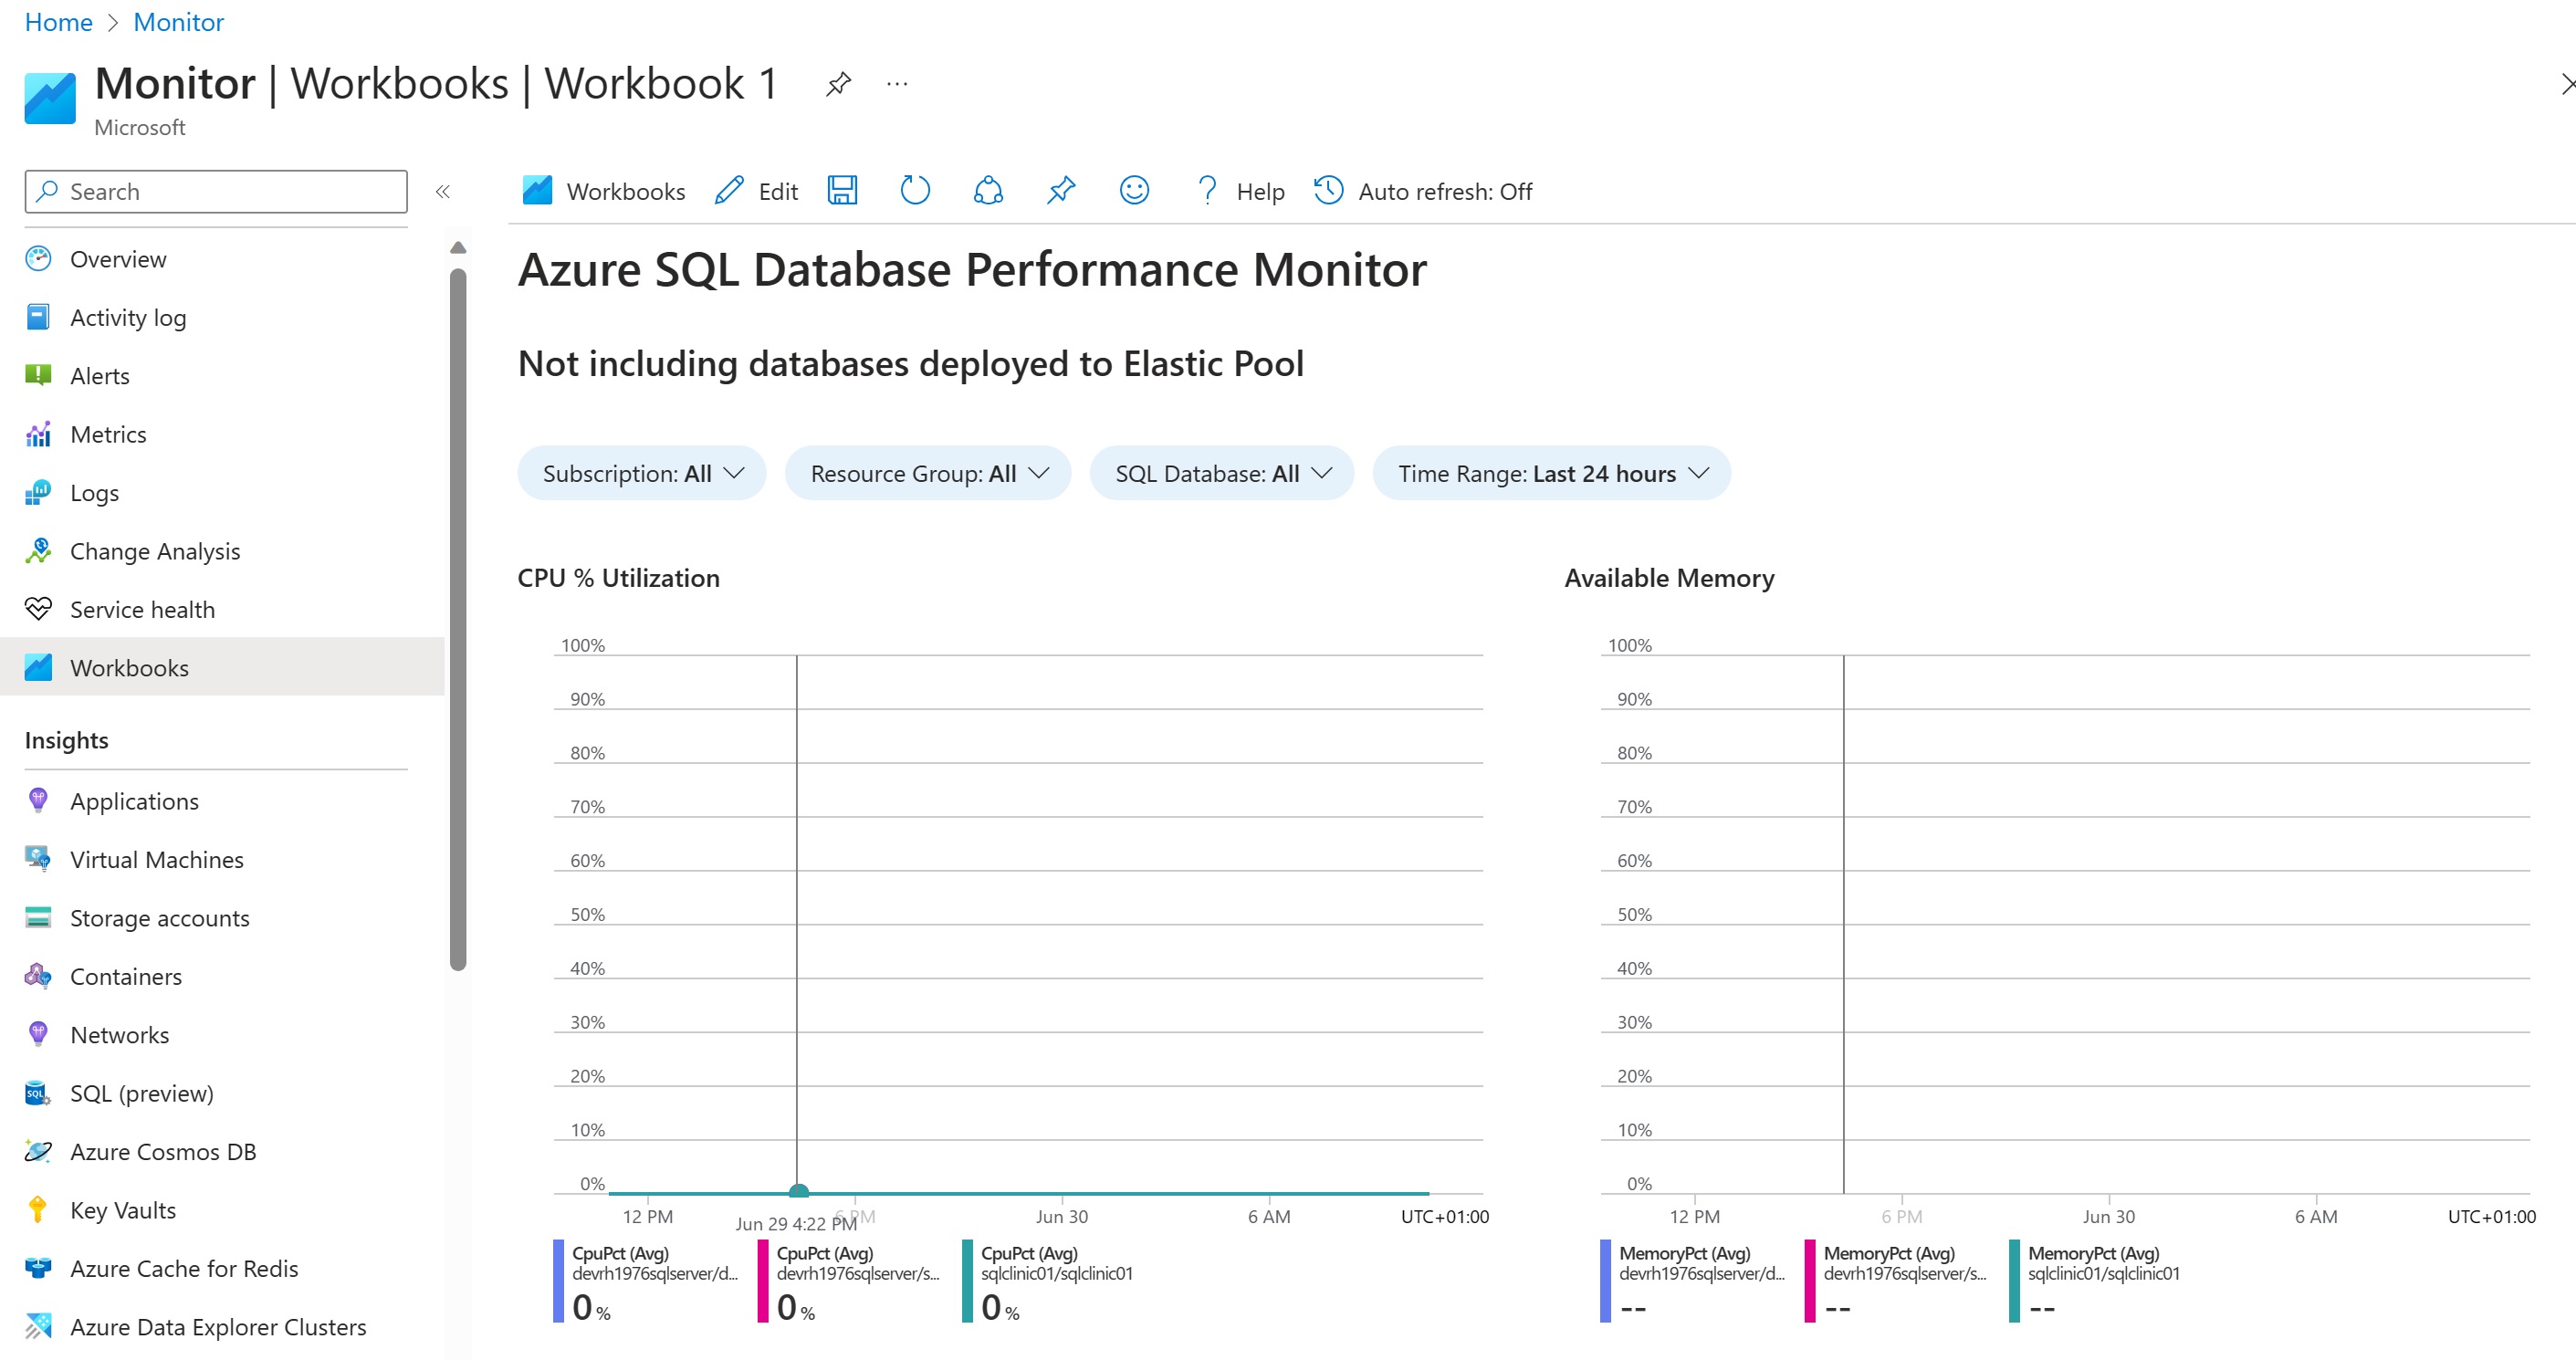 Home > Monitor
Monitor | Workbooks | Workbook 1 ...
Microsoft
Search
«
Overview
Activity log
Alerts
Metrics
Logs
Change Analysis
Service health
Workbooks
Insights
Applications
Virtual Machines
Storage accounts
Containers
Networks
SQL (preview)
Azure Cosmos DB
Key Vaults
Azure Cache for Redis
Azure Data Explorer Clusters
Workbooks Edit ? Help Auto refresh: Off
Azure SQL Database Performance Monitor
Not including databases deployed to Elastic Pool
Subscription: All Resource Group: All SQL Database: All Time Range: Last 24 hours
CPU % Utilization
100%
90%
80%
70%
60%
50%
40%
30%
20%
10%
0%
12 PM Jun 29 4:22 PM 6 PM Jun 30 6 AM UTC+01:00
CpuPct (Avg) CpuPct (Avg) CpuPct (Avg)
devrh1976sqlserver/d... devrh1976sqlserver/s... sqlclinic01/sqlclinic01
0 % 0 % 0 %
Available Memory
100%
90%
80%
70%
60%
50%
40%
30%
20%
10%
0%
12 PM 6 PM Jun 30 6 AM UTC+01:00
MemoryPct (Avg) MemoryPct (Avg) MemoryPct (Avg)
devrh1976sqlserver/d... devrh1976sqlserver/s... sqlclinic01/sqlclinic01
-- -- --